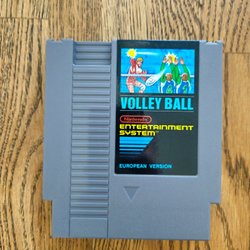 VOLLEY BALL
Nintendo
ENTERTAINMENT
SYSTEM
EUROPEAN VERSION